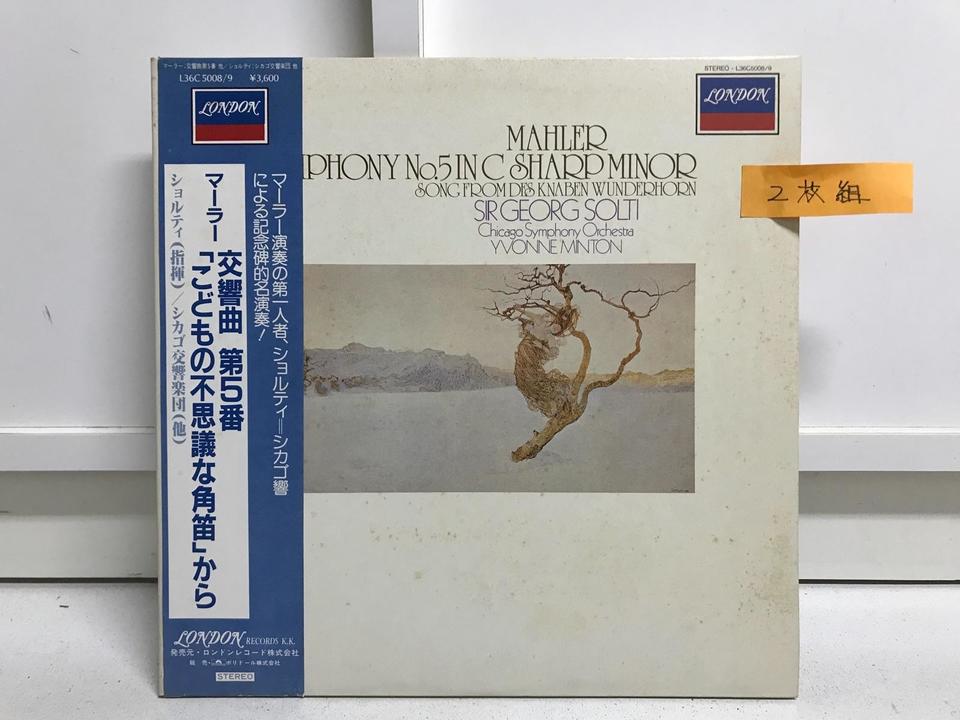 マーラー:交響曲第5番 他/ショルティ:シカゴ交響楽団 他
L36C 5008/9 ¥3,600
LONDON
マーラー演奏の第一人者、ショルティ=シカゴ響
による記念碑的名演奏!
マーラー
交響曲 第5番
「こどもの不思議な角笛」から
ショルティ(指揮)/シカゴ交響楽団(他)
LONDON RECORDS K.K.
発売元・ロンドンレコード株式会社
販売・ポリドール株式会社
STEREO
STEREO・L36C5008/9
LONDON
MAHLER
PHONY No.5 IN C SHARP MINOR
SONG FROM DES KNABEN WUNDERHORN
SIR GEORG SOLTI
Chicago Symphony Orchestra
YVONNE MINTON
2枚組